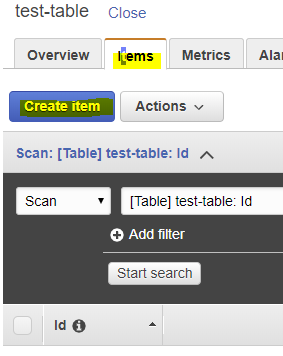 test-table Close
Overview Items Metrics Alar
Create item Actions
Scan: [Table] test-table: Id
Scan [Table] test-table: Id
Add filter
Start search
Id